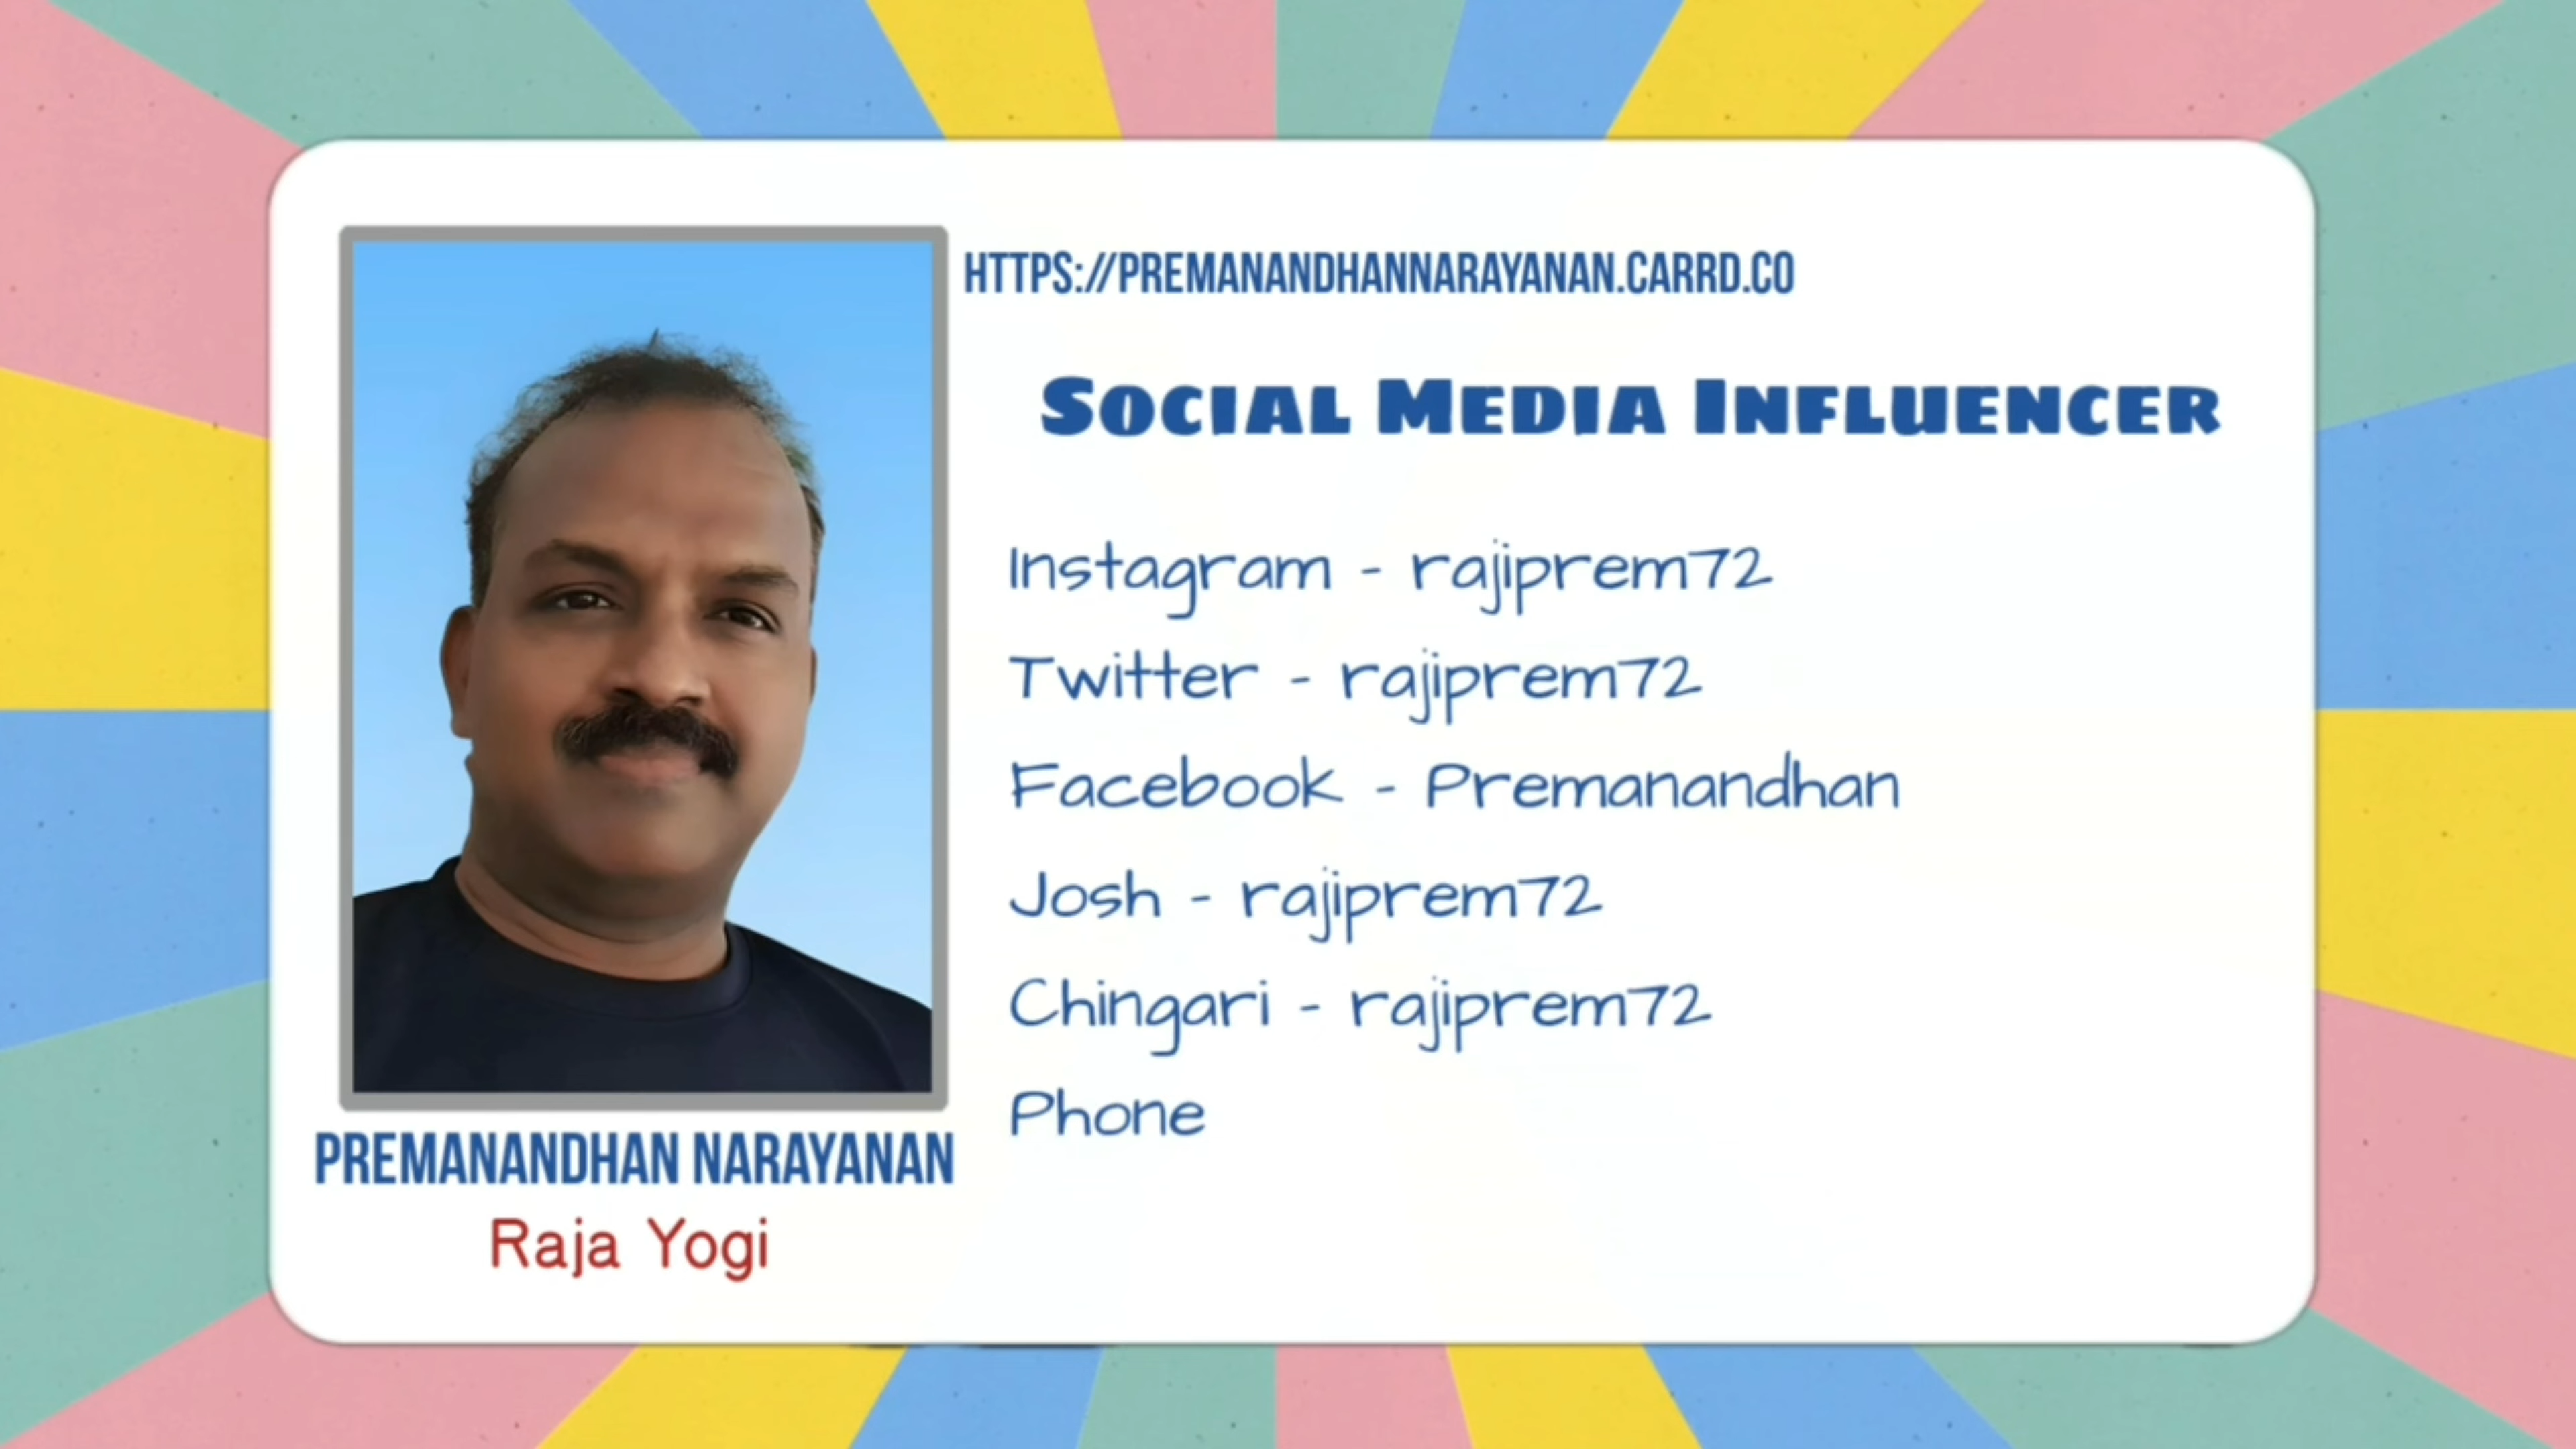 HTTPS://PREMANANDHANNARAYANAN.CARRD.CO
Social Media Influencer
Instagram - rajiprem72
Twitter - rajiprem72
Facebook - Premanandhan
Josh - rajiprem72
Chingari - rajiprem72
Phone
PREMANANDHAN NARAYANAN
Raja Yogi